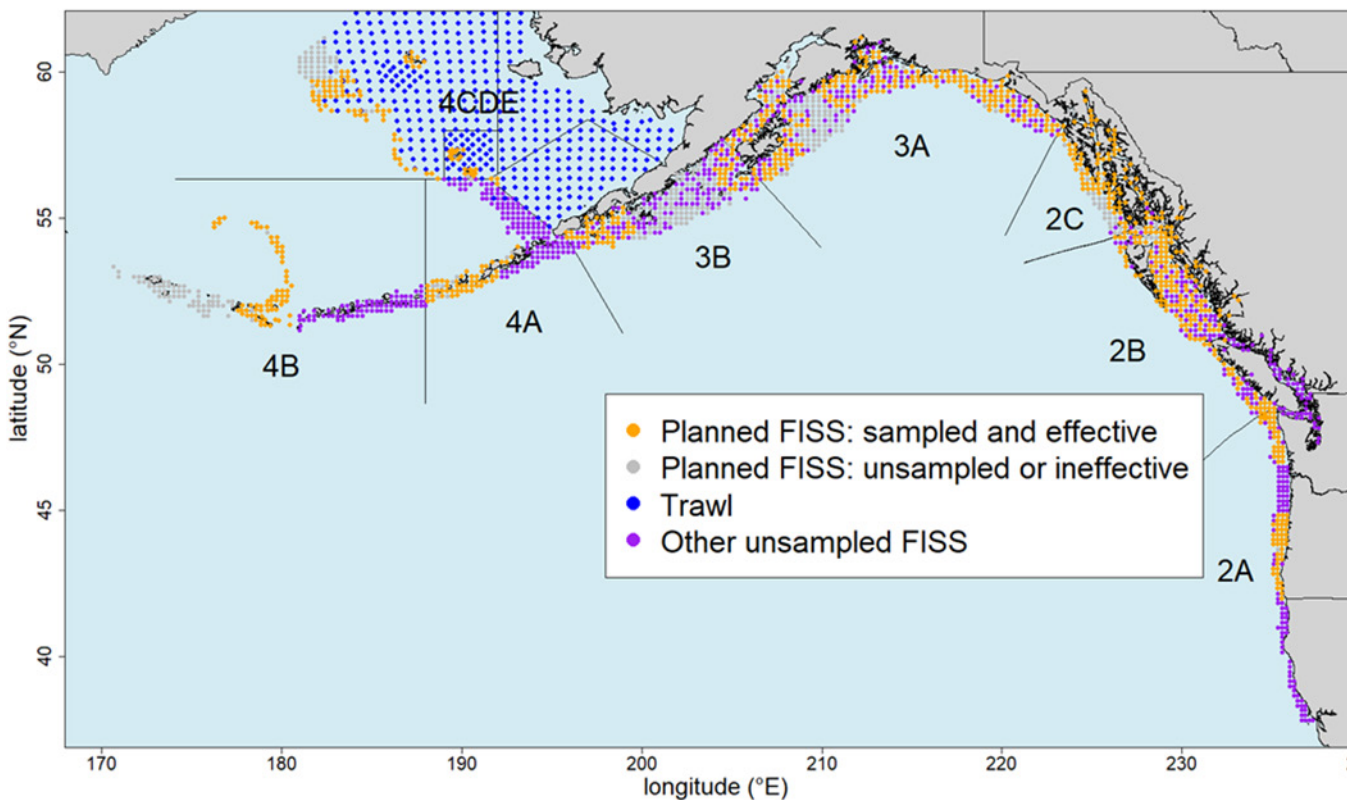 latitude (°N)
60
55
50
45
40
4CDE
3A
2C
3B
4A
2B
4B
Planned FISS: sampled and effective
Planned FISS: unsampled or ineffective
Trawl
Other unsampled FISS
2A
170
180
190
200
210
220
230
longitude (°E)